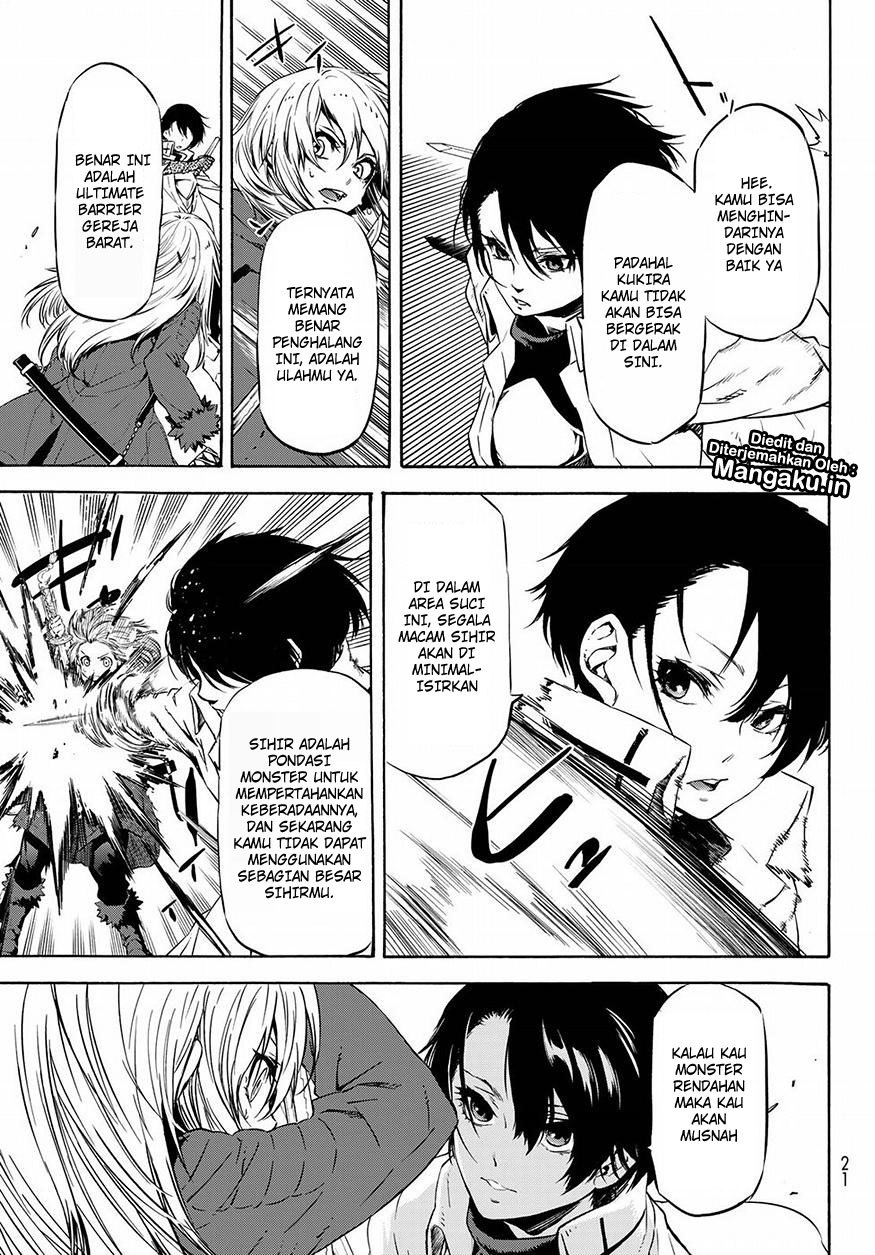 HEE.
KAMU BISA
MENGHIN-
DARINYA
DENGAN
BAIK YA
PADAHAL
KUKIRA
KAMU TIDAK
AKAN BISA
BERGERAK
DI DALAM
SINI.
TERNYATA
MEMANG
BENAR
PENGHALANG
INI, ADALAH
ULAHMU YA.
BENAR INI
ADALAH
ULTIMATE
BARRIER
GEREJA
BARAT.
Diedit dan
Diterjemahkan Oleh :
Mangaku.in
DI DALAM
AREA SUCI
INI, SEGALA
MACAM SIHIR
AKAN DI
MINIMAL-
ISIRKAN
ビッ
SIHIR ADALAH
PONDASI
MONSTER UNTUK
MEMPERTAHANKAN
KEBERADAANNYA,
DAN SEKARANG
KAMU TIDAK DAPAT
MENGGUNAKAN
SEBAGIAN BESAR
SIHIRMU.
KALAU KAU
MONSTER
RENDAHAN
MAKA KAU
AKAN
MUSNAH
21